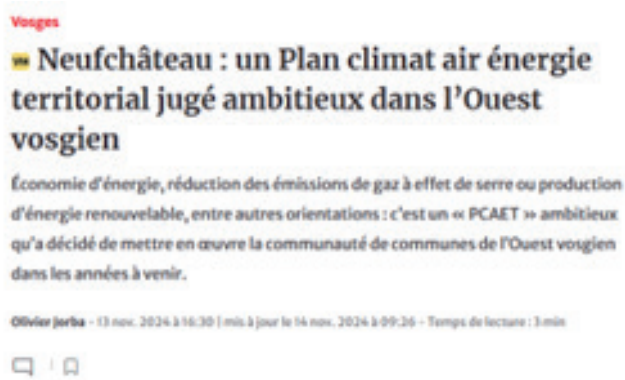 Vosges
Neufchâteau : un Plan climat air énergie
territorial jugé ambitieux dans l'Ouest
vosgien
Économie d'énergie, réduction des émissions de gaz à effet de serre ou production
d'énergie renouvelable, entre autres orientations : c'est un « PCAET » ambitieux
qu'a décidé de mettre en œuvre la communauté de communes de l'Ouest vosgien
dans les années à venir.
Olivier Jorba - 13 nov. 2024 à 16:30 | mis à jour le 14 nov. 2024 à 09:26 - Temps de lecture : 3 min